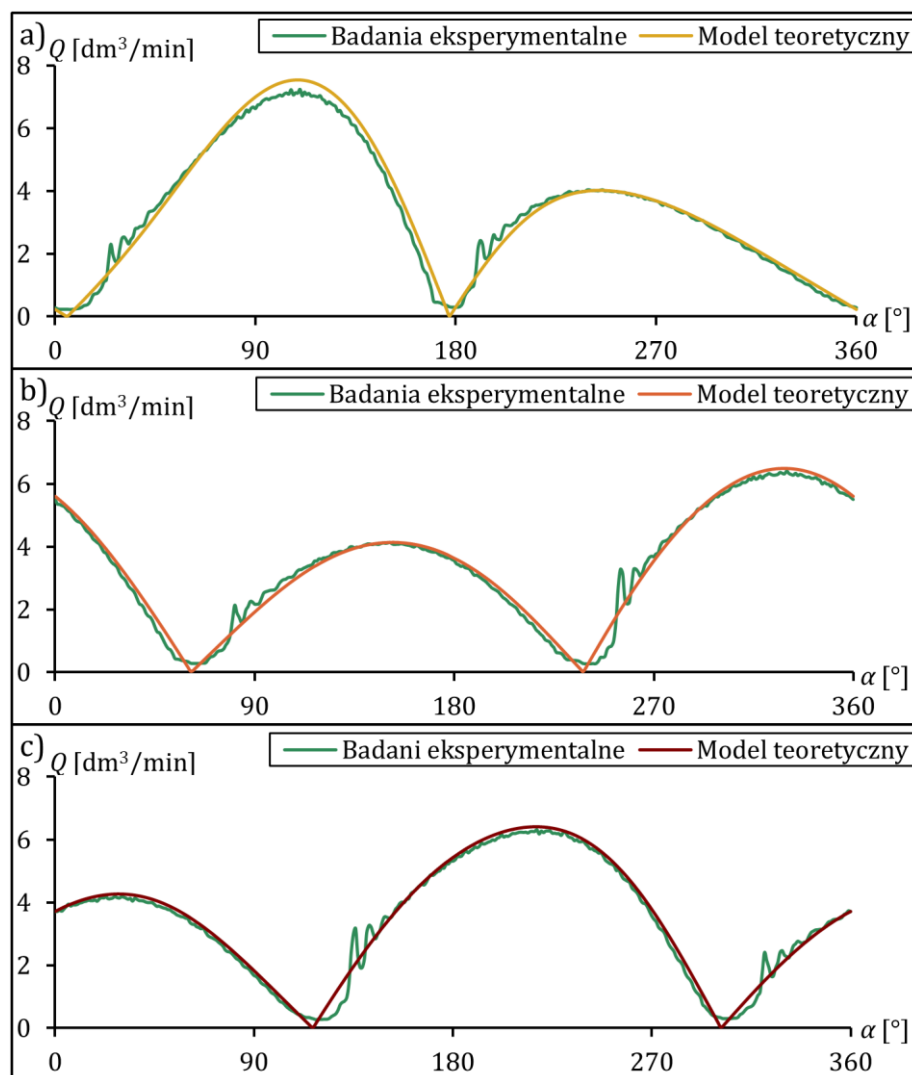 a) Q [dm³/min] Badania eksperymentalne Model teoretyczny
8
6
4
2
0
0 90 180 270 360
α [°]
b) Q [dm³/min] Badania eksperymentalne Model teoretyczny
8
6
4
2
0
0 90 180 270 360
α [°]
c) Q [dm³/min] Badani eksperymentalne Model teoretyczny
8
6
4
2
0
0 90 180 270 360
α [°]